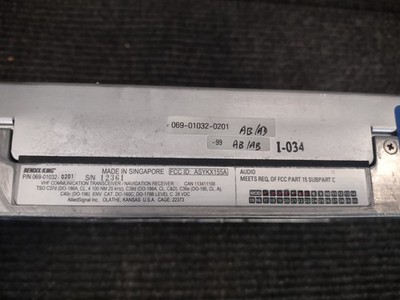 069-01032-0201 AB/AB
-99 AB/AB I-034
BENDIX/KING MADE IN SINGAPORE FCC ID: ASYKX155A
P/N 069-01032-0201 S/N 12361
VHF COMMUNICATION TRANSCEIVER / NAVIGATION RECEIVER
AlliedSignal Inc. OLATHE, KANSAS U.S.A. CAGE: 22373
AUDIO
MEETS REQ. OF FCC PART 15 SUBPART C